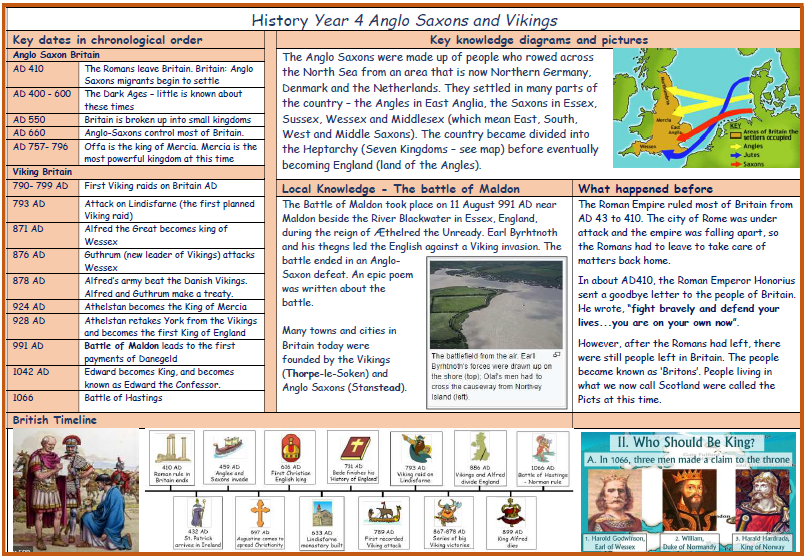 History Year 4 Anglo Saxons and Vikings
Key dates in chronological order
Anglo Saxon Britain
AD 410
The Romans leave Britain. Britain: Anglo
Saxons migrants begin to settle
AD 400 - 600
The Dark Ages – little is known about
these times
AD 550
Britain is broken up into small kingdoms
AD 660
Anglo-Saxons control most of Britain.
AD 757- 796
Offa is the king of Mercia. Mercia is the
most powerful kingdom at this time
Viking Britain
790- 799 AD
First Viking raids on Britain AD
793 AD
Attack on Lindisfarne (the first planned
Viking raid)
871 AD
Alfred the Great becomes king of
Wessex
876 AD
Guthrum (new leader of Vikings) attacks
Wessex
878 AD
Alfred's army beat the Danish Vikings.
Alfred and Guthrum make a treaty.
924 AD
Athelstan becomes the King of Mercia
928 AD
Athelstan retakes York from the Vikings
and becomes the first King of England
991 AD
Battle of Maldon leads to the first
payments of Danegeld
1042 AD
Edward becomes King, and becomes
known as Edward the Confessor.
1066
Battle of Hastings
Key knowledge diagrams and pictures
The Anglo Saxons were made up of people who rowed across
the North Sea from an area that is now Northern Germany,
Denmark and the Netherlands. They settled in many parts of
the country – the Angles in East Anglia, the Saxons in Essex,
Sussex, Wessex and Middlesex (which mean East, South,
West and Middle Saxons). The country became divided into
the Heptarchy (Seven Kingdoms – see map) before eventually
becoming England (land of the Angles).
Northumbria
Mercia
East
Anglia
Wessex
KEY
Areas of Britain the
settlers occupied
Angles
Jutes
Saxons
Local Knowledge - The battle of Maldon
The Battle of Maldon took place on 11 August 991 AD near
Maldon beside the River Blackwater in Essex, England,
during the reign of Æthelred the Unready. Earl Byrhtnoth
and his thegns led the English against a Viking invasion. The
battle ended in an Anglo-
Saxon defeat. An epic poem
was written about the
battle.
Many towns and cities in
Britain today were
founded by the Vikings
(Thorpe-le-Soken) and
Anglo Saxons (Stanstead).
The battlefield from the air. Earl
Byrhtnoth's forces were drawn up on
the shore (top); Olaf's men had to
cross the causeway from Northey
Island (left).
What happened before
The Roman Empire ruled most of Britain from
AD 43 to 410. The city of Rome was under
attack and the empire was falling apart, so
the Romans had to leave to take care of
matters back home.
In about AD410, the Roman Emperor Honorius
sent a goodbye letter to the people of Britain.
He wrote, "fight bravely and defend your
lives...you are on your own now".
However, after the Romans had left, there
were still people left in Britain. The people
became known as 'Britons'. People living in
what we now call Scotland were called the
Picts at this time.
British Timeline
410 AD
Roman rule in
Britain ends
459 AD
Angles and
Saxons invade
616 AD
First Christian
English king
731 AD
Bede finishes his
'History of England'
793 AD
Viking raid on
Lindisfarne
886 AD
Vikings and Alfred
divide England
1066 AD
Battle of Hastings
- Norman rule
432 AD
St. Patrick
arrives in Ireland
597 AD
Augustine comes to
spread Christianity
633 AD
Lindisfarne
monastery built
789 AD
First recorded
Viking attack
867-878 AD
Series of big
Viking victories
899 AD
King Alfred
dies
II. Who Should Be King?
A. In 1066, three men made a claim to the throne
1. Harold Godwinson,
Earl of Wessex
2. William,
Duke of Normandy
3. Harald Hardrada,
King of Norway